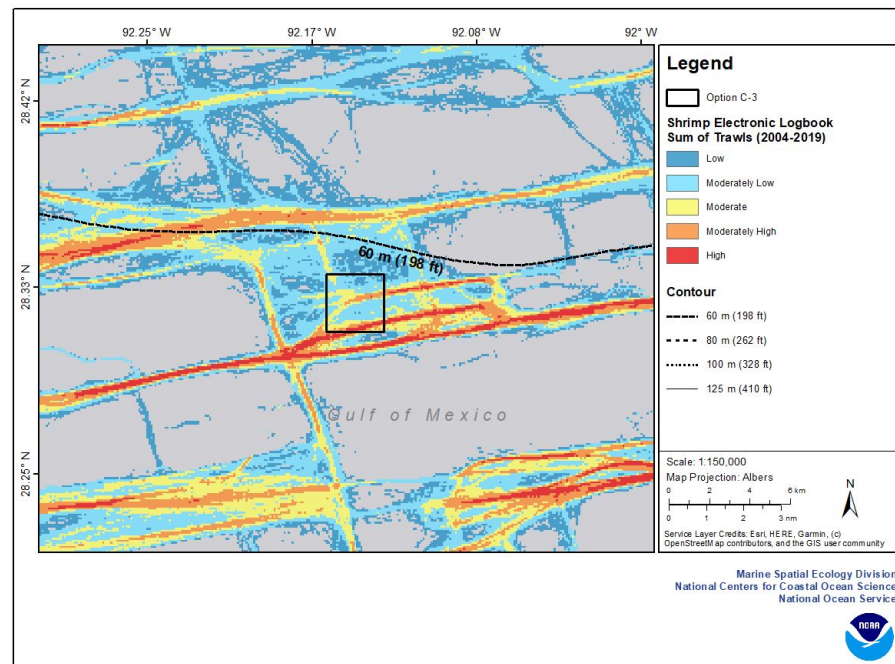 92.25° W 92.17° W 92.08° W 92° W
28.42° N
28.33° N
28.25° N
60 m (198 ft)
Gulf of Mexico
Legend
Option C-3
Shrimp Electronic Logbook
Sum of Trawls (2004-2019)
Low
Moderately Low
Moderate
Moderately High
High
Contour
60 m (198 ft)
80 m (262 ft)
100 m (328 ft)
125 m (410 ft)
Scale: 1:150,000
Map Projection: Albers
0 2 4 6 km
0 1 2 3 nm
N
Service Layer Credits: Esri, HERE, Garmin, (c)
OpenStreetMap contributors, and the GIS user community
Marine Spatial Ecology Division
National Centers for Coastal Ocean Science
National Ocean Service
NOAA